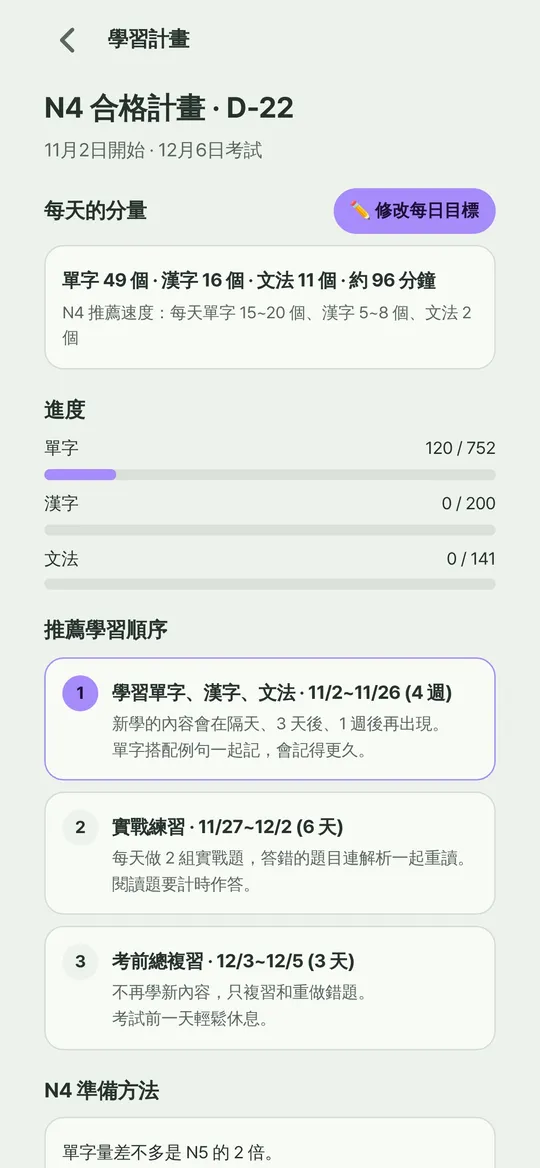 學習計畫
N4 合格計畫 · D-22
11月2日開始 · 12月6日考試
每天的分量
✏️ 修改每日目標
單字 49 個 · 漢字 16 個 · 文法 11 個 · 約 96 分鐘
N4 推薦速度：每天單字 15~20 個、漢字 5~8 個、文法 2
個
進度
單字 120 / 752
漢字 0 / 200
文法 0 / 141
推薦學習順序
1 學習單字、漢字、文法 · 11/2~11/26 (4 週)
新學的內容會在隔天、3 天後、1 週後再出現。
單字搭配例句一起記，會記得更久。
2 實戰練習 · 11/27~12/2 (6 天)
每天做 2 組實戰題，答錯的題目連解析一起重讀。
閱讀題要計時作答。
3 考前總複習 · 12/3~12/5 (3 天)
不再學新內容，只複習和重做錯題。
考試前一天輕鬆休息。
N4 準備方法
單字量差不多是 N5 的 2 倍。